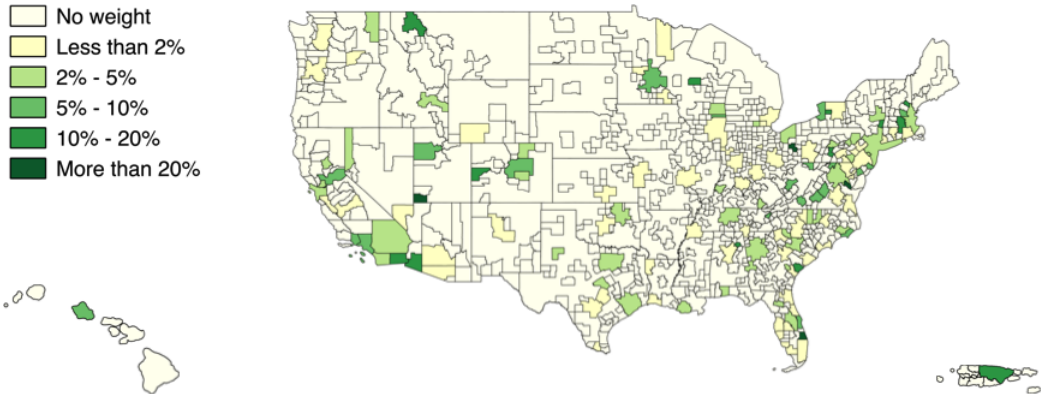 No weight
Less than 2%
2% - 5%
5% - 10%
10% - 20%
More than 20%